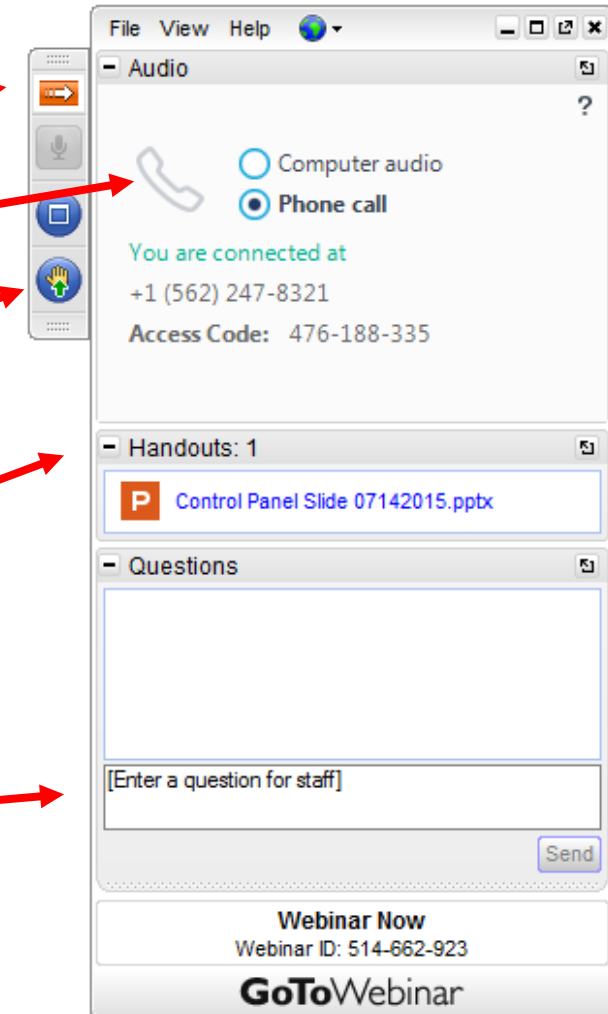 File View Help
Audio
?
Computer audio
Phone call
You are connected at
+1 (562) 247-8321
Access Code: 476-188-335
Handouts: 1
P Control Panel Slide 07142015.pptx
Questions
[Enter a question for staff]
Send
Webinar Now
Webinar ID: 514-662-923
GoToWebinar